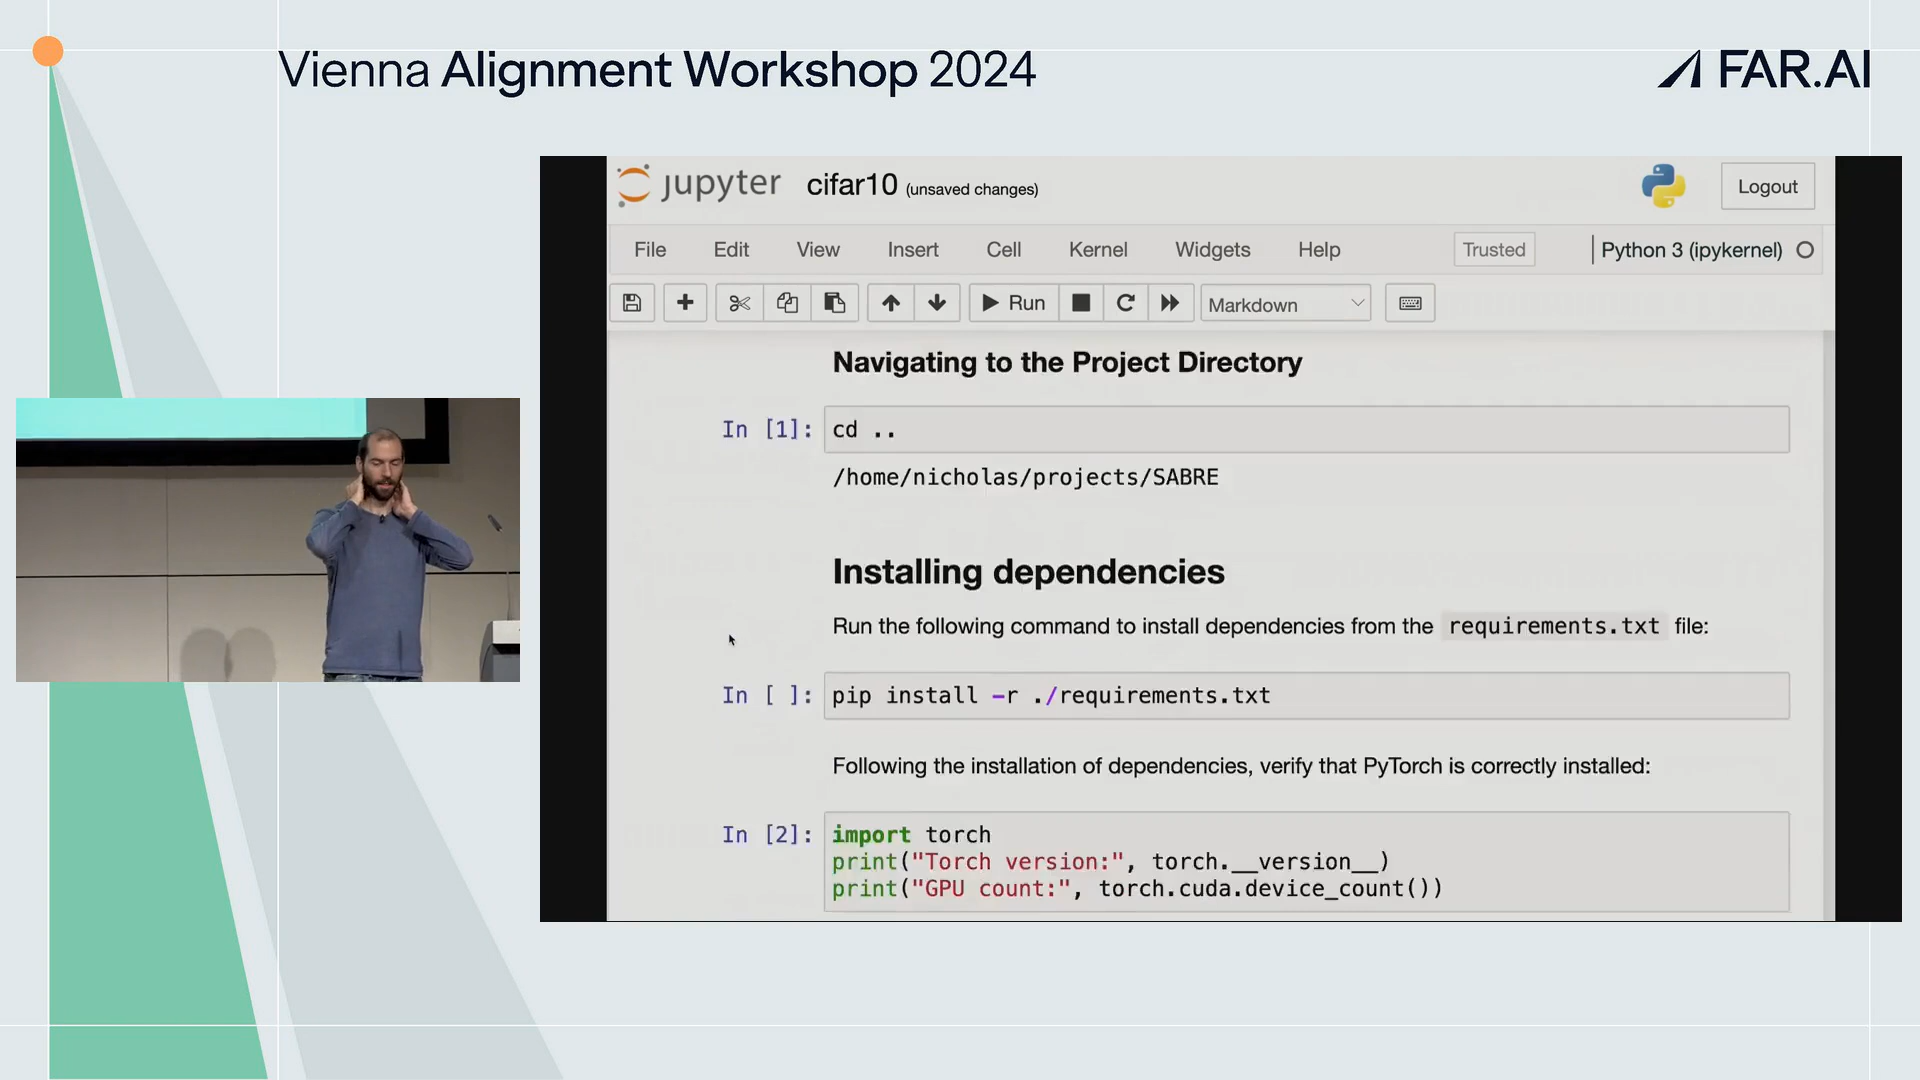 Vienna Alignment Workshop 2024
FAR.AI
jupyter cifar10 (unsaved changes)
Logout
File Edit View Insert Cell Kernel Widgets Help
Trusted
Python 3 (ipykernel)
Run
Markdown
Navigating to the Project Directory
In [1]: cd ..
/home/nicholas/projects/SABRE
Installing dependencies
Run the following command to install dependencies from the requirements.txt file:
In [ ]: pip install -r ./requirements.txt
Following the installation of dependencies, verify that PyTorch is correctly installed:
In [2]: import torch
print("Torch version:", torch.__version__)
print("GPU count:", torch.cuda.device_count())